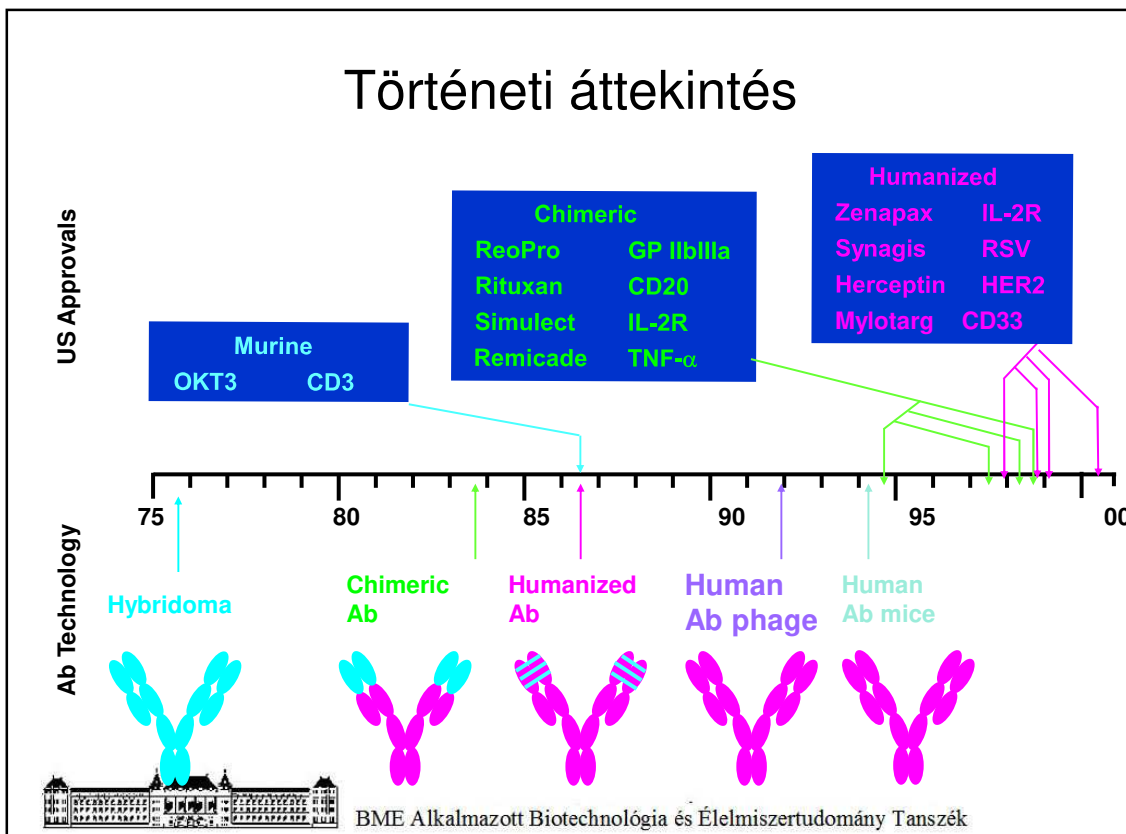 Történeti áttekintés
US Approvals
Murine
OKT3 CD3
Chimeric
ReoPro GP IIbIIIa
Rituxan CD20
Simulect IL-2R
Remicade TNF-α
Humanized
Zenapax IL-2R
Synagis RSV
Herceptin HER2
Mylotarg CD33
75 80 85 90 95 00
Ab Technology
Hybridoma
Chimeric
Ab
Humanized
Ab
Human
Ab phage
Human
Ab mice
BME Alkalmazott Biotechnológia és Élelmiszertudomány Tanszék